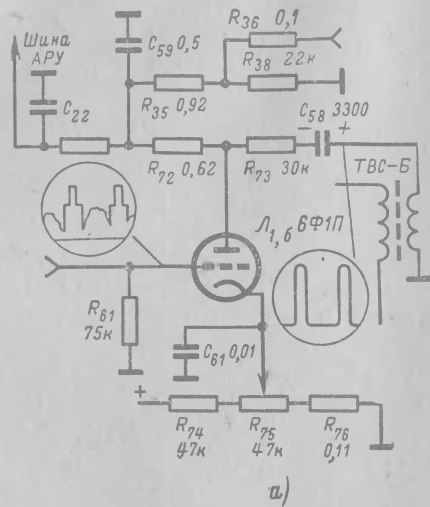 Шина
АРУ
C59 0,5
R36 0,1
R38 22к
C22
R35 0,92
C58 3300
- +
R72 0,62
R73 30к
ТВС-Б
Л1,б 6Ф1П
R61
75к
C61 0,01
+
R74
47к
R75
47к
R76
0,11
а)